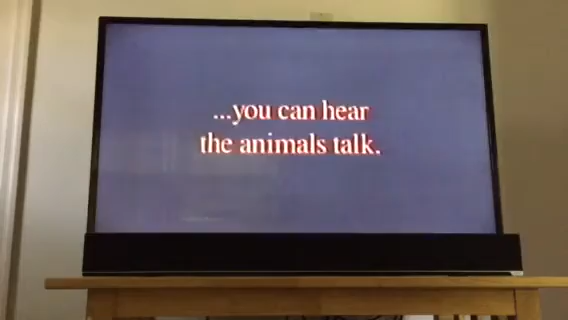 ...you can hear
the animals talk.